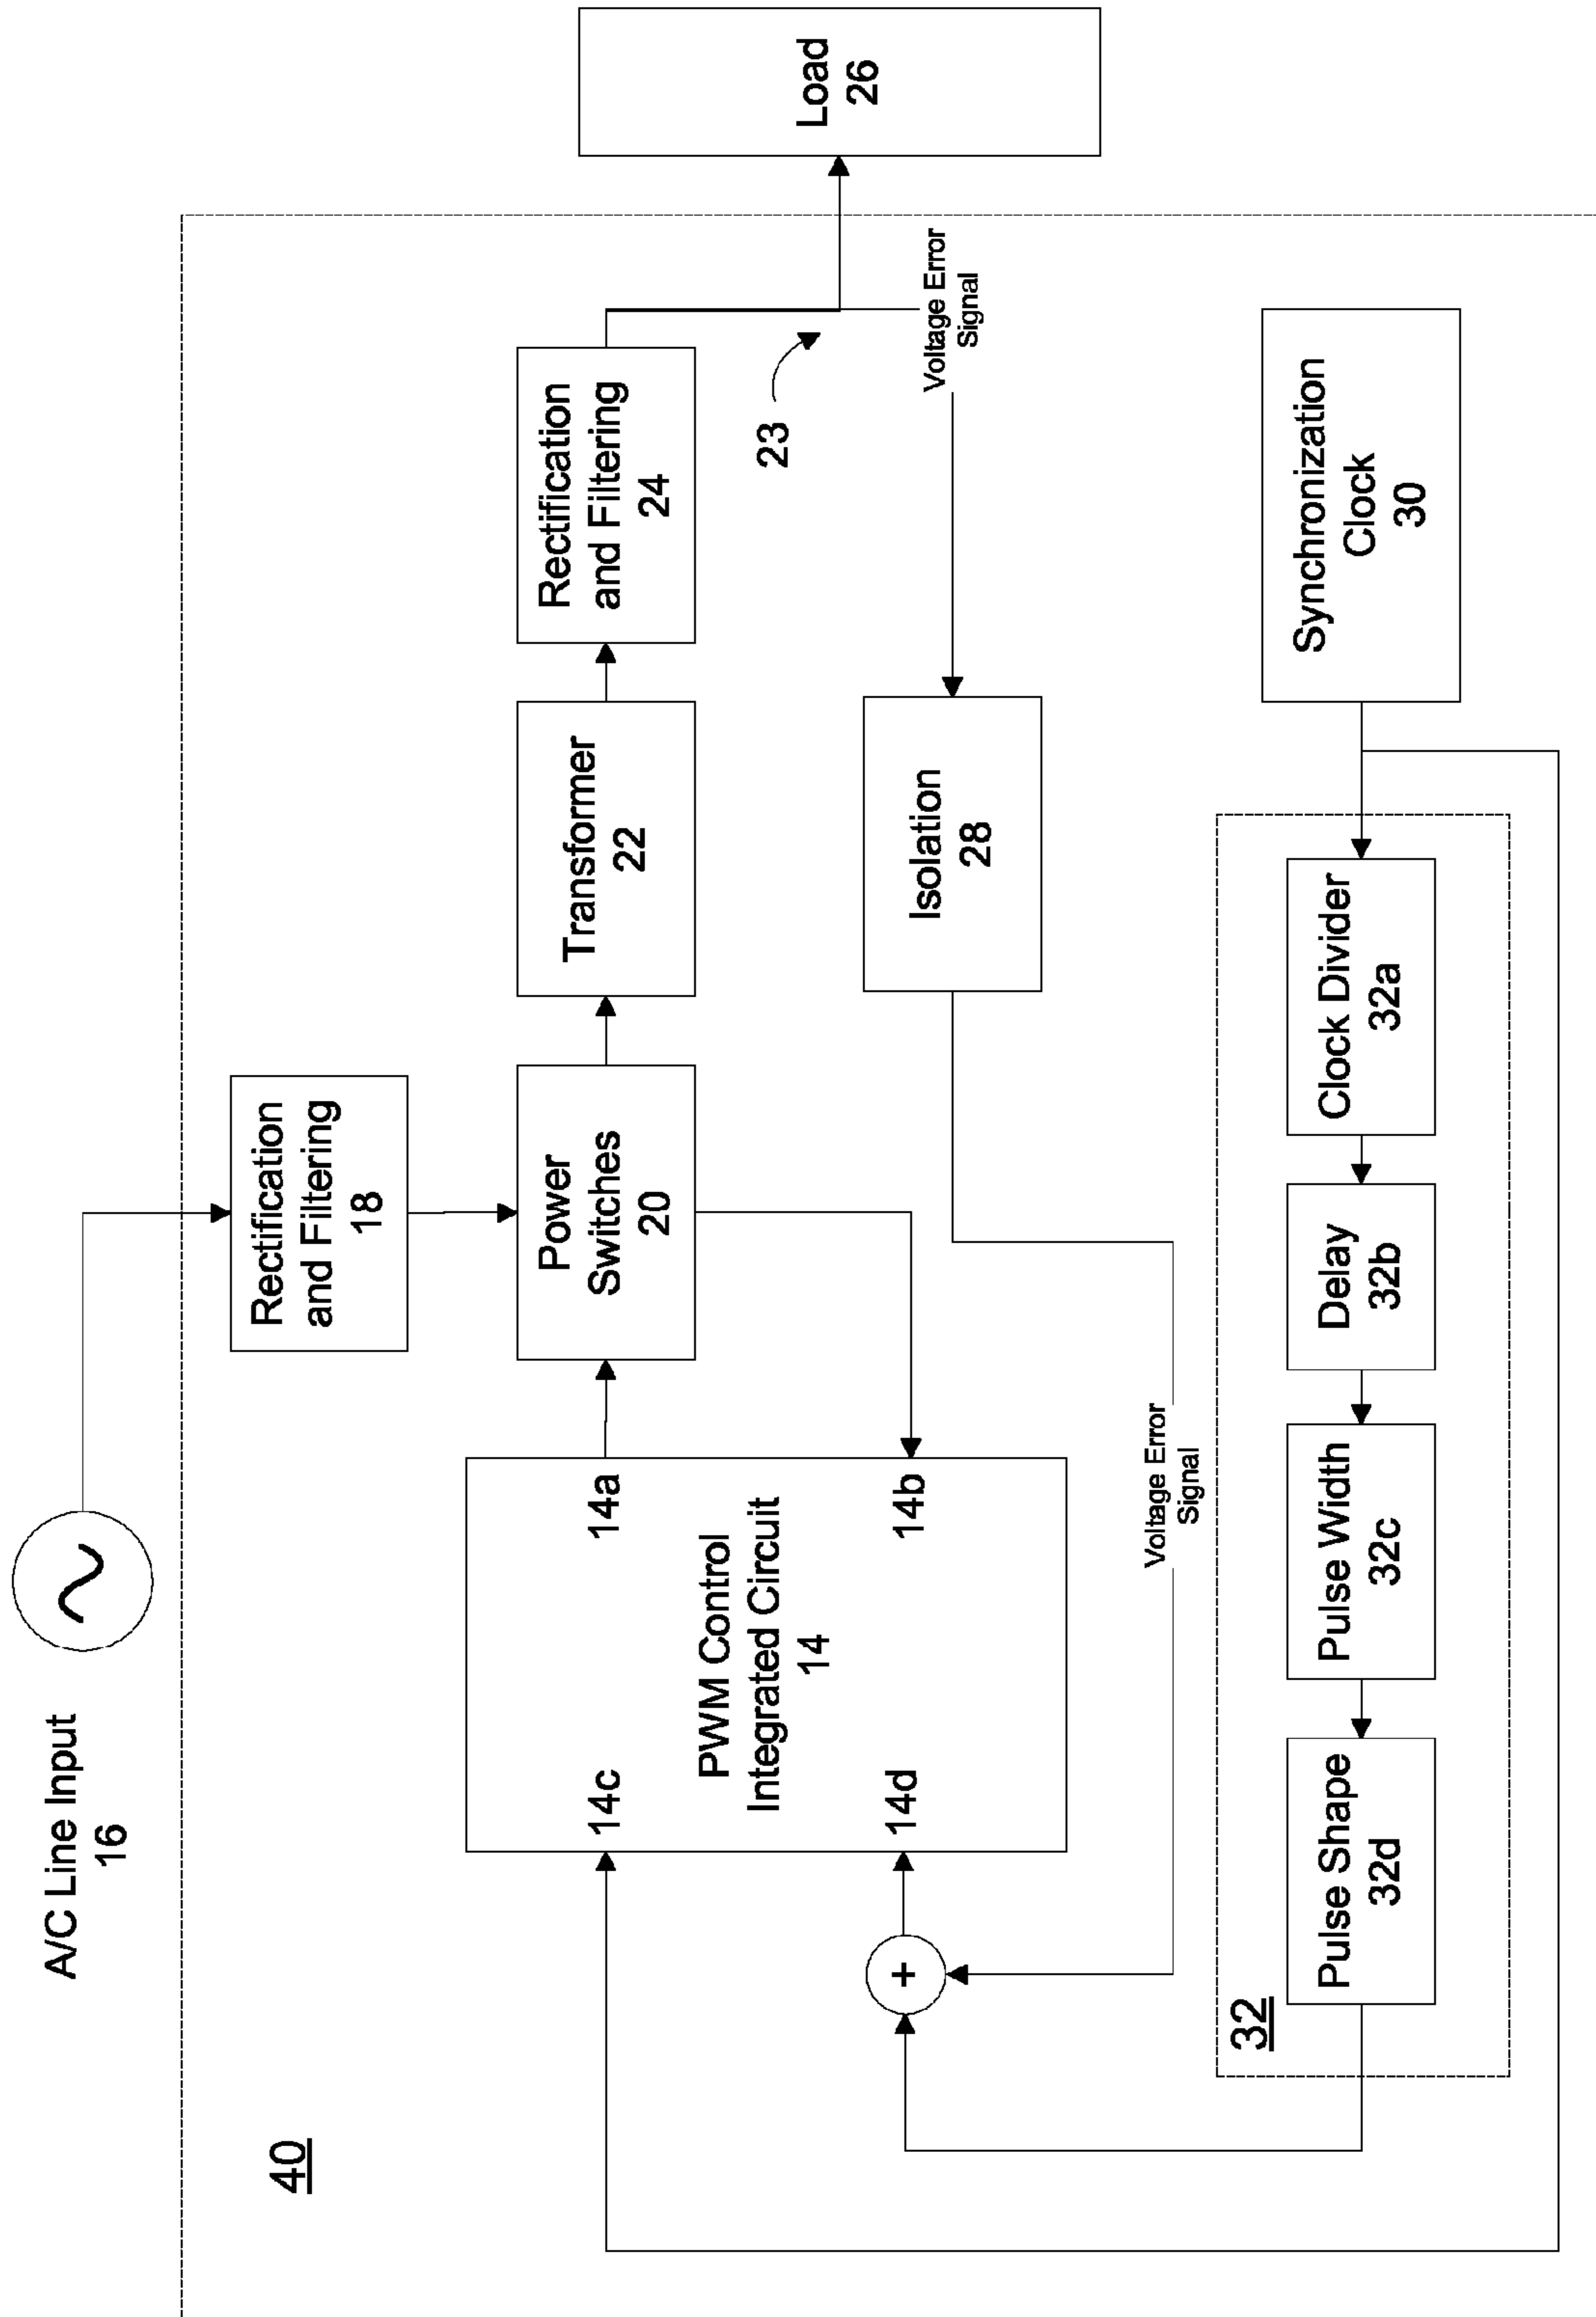 A/C Line Input
16
40
Rectification
and Filtering
18
PWM Control
Integrated Circuit
14
14c
14a
14d
14b
Power
Switches
20
Transformer
22
Rectification
and Filtering
24
23
Load
26
+
Voltage Error
Signal
Isolation
28
Voltage Error
Signal
32
Pulse Shape
32d
Pulse Width
32c
Delay
32b
Clock Divider
32a
Synchronization
Clock
30